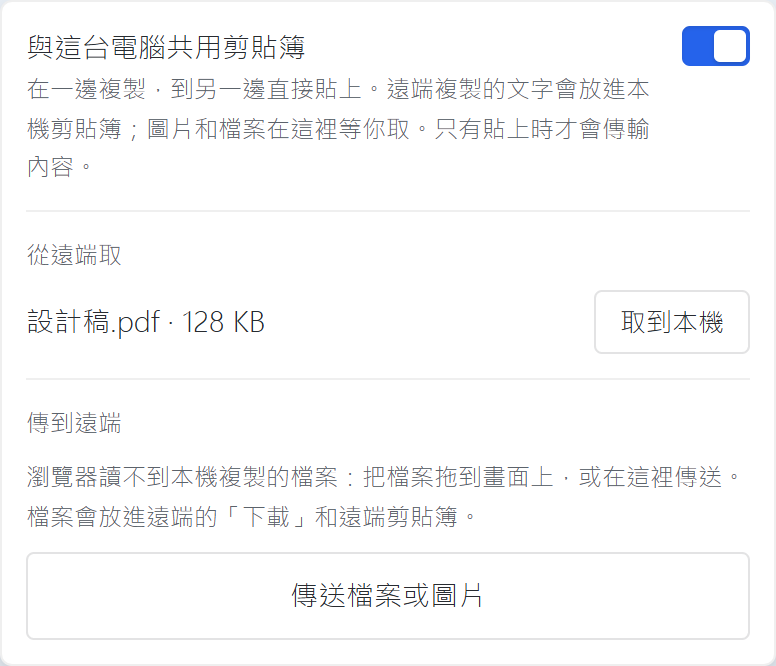 與這台電腦共用剪貼簿
在一邊複製，到另一邊直接貼上。遠端複製的文字會放進本
機剪貼簿；圖片和檔案在這裡等你取。只有貼上時才會傳輸
內容。
從遠端取
設計稿.pdf · 128 KB
取到本機
傳到遠端
瀏覽器讀不到本機複製的檔案：把檔案拖到畫面上，或在這裡傳送。
檔案會放進遠端的「下載」和遠端剪貼簿。
傳送檔案或圖片